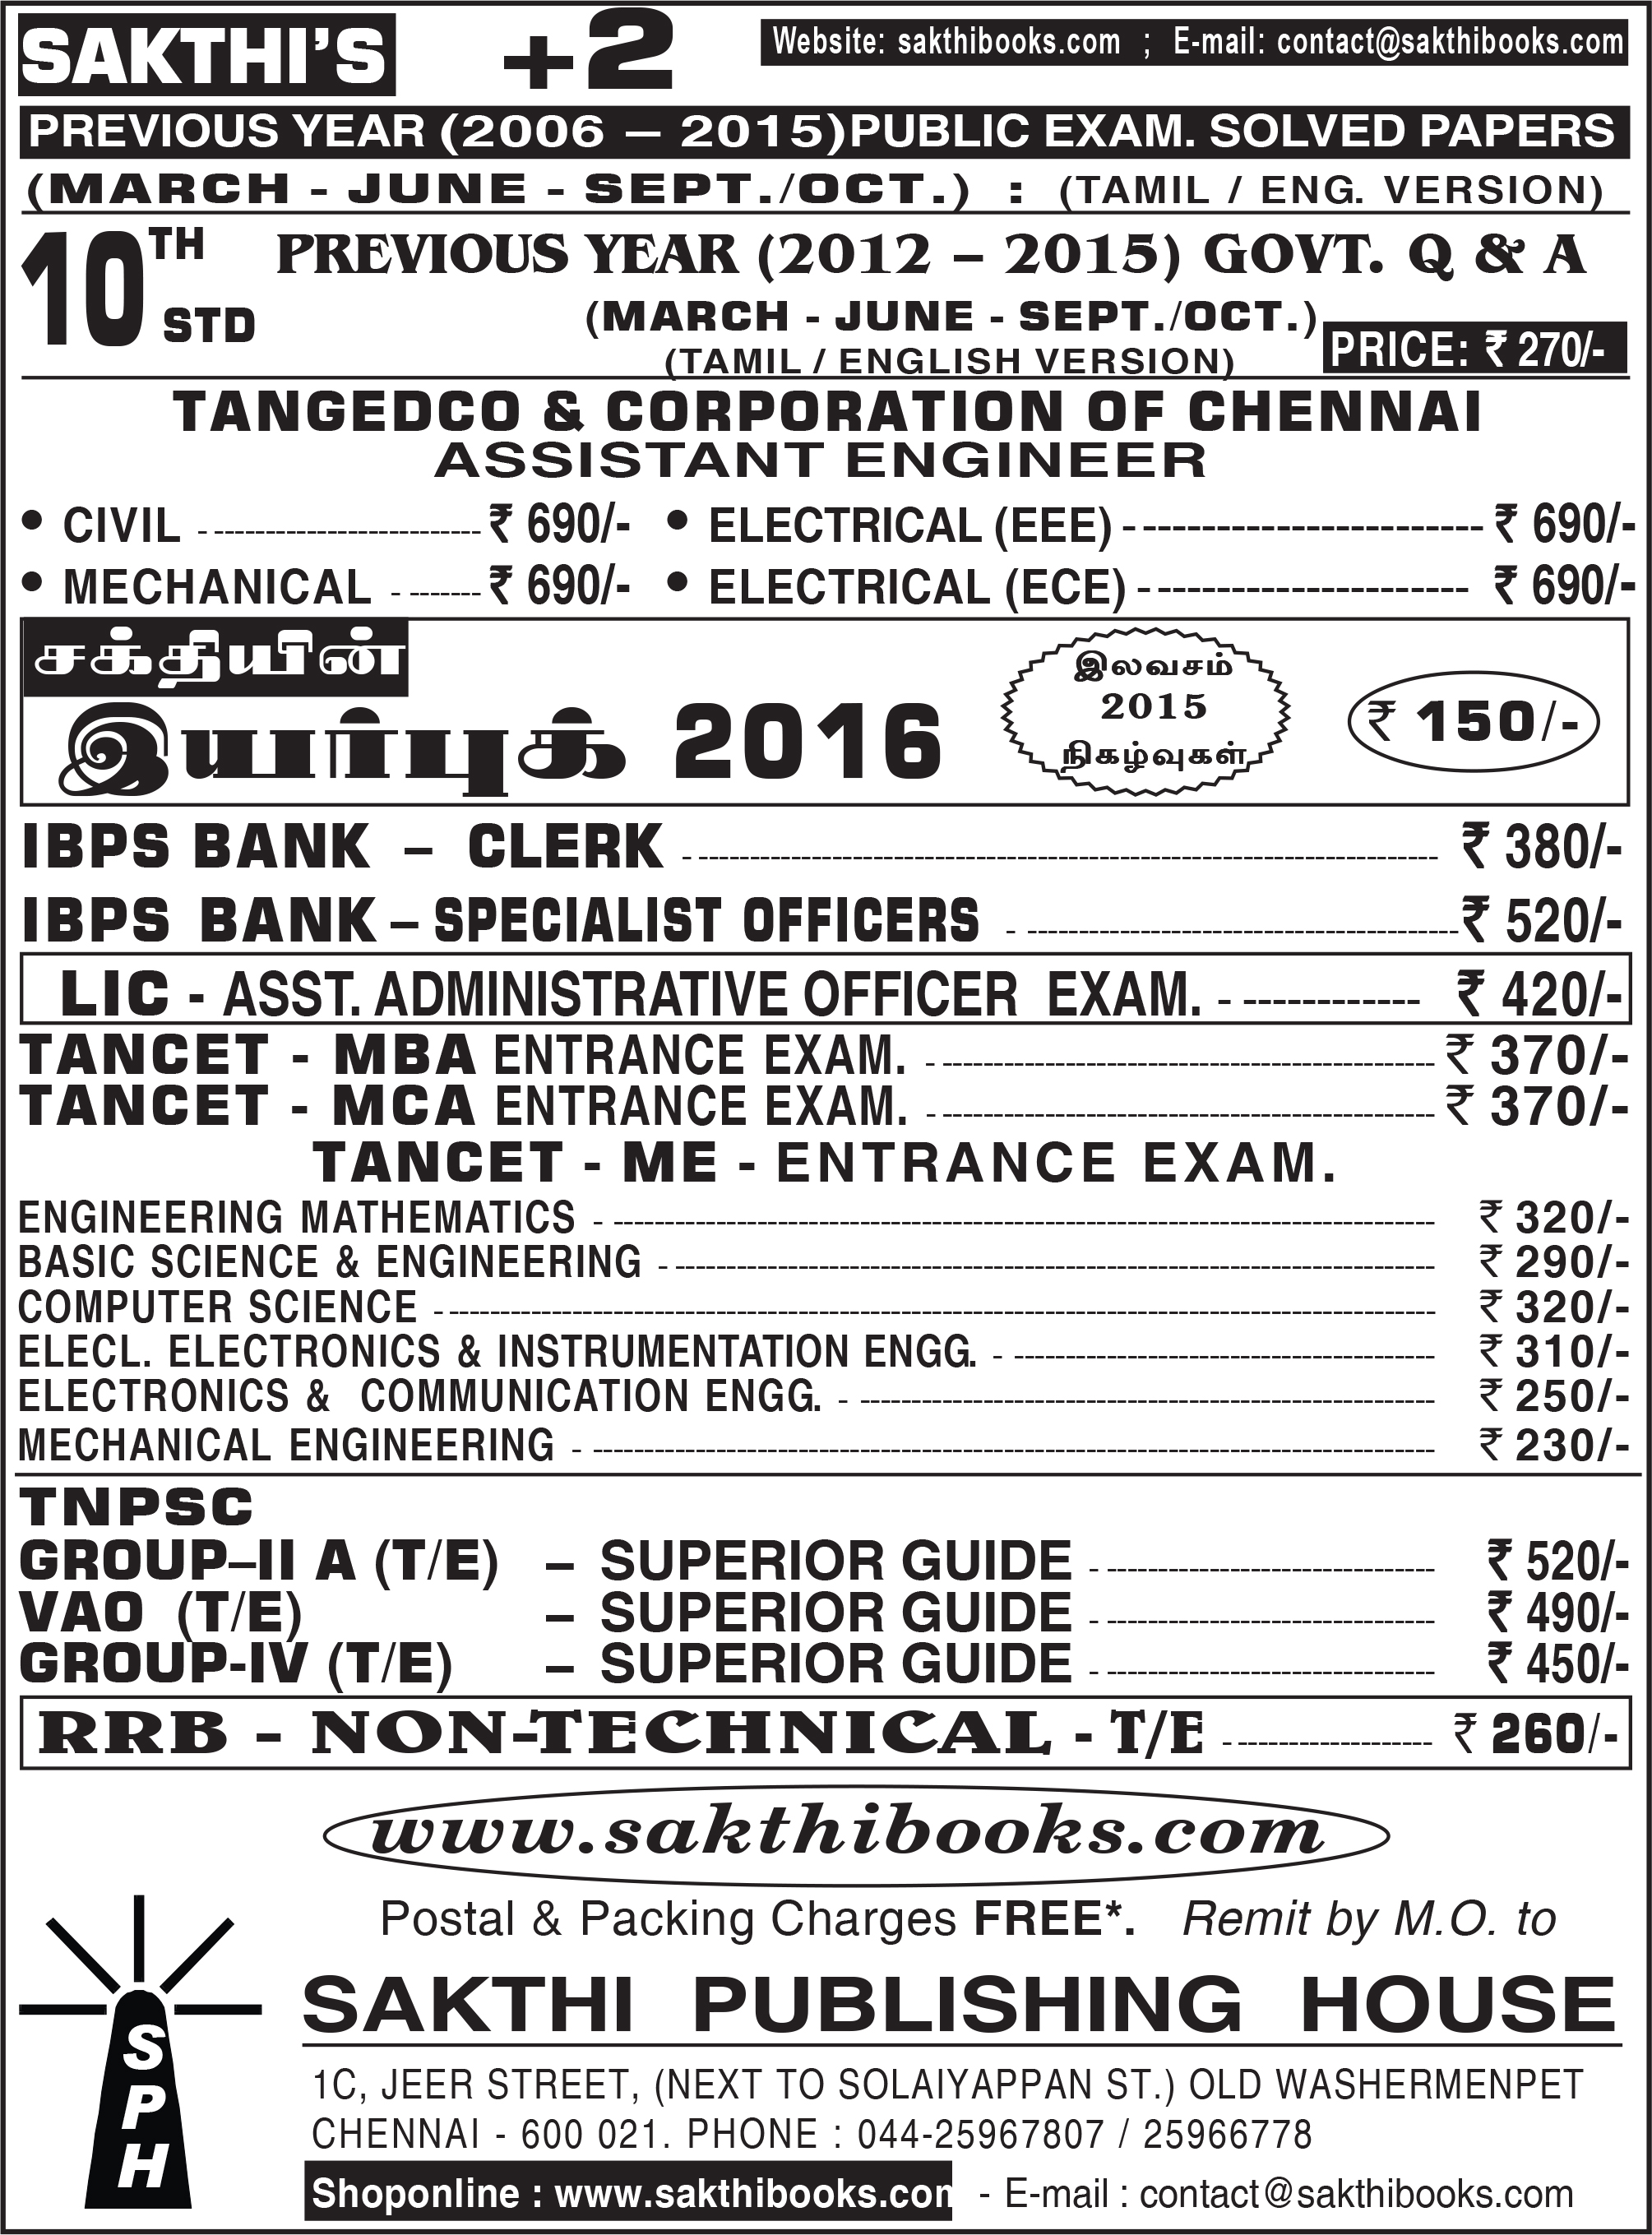 SAKTHI'S +2 Website: sakthibooks.com ; E-mail: contact@sakthibooks.com
PREVIOUS YEAR (2006 – 2015)PUBLIC EXAM. SOLVED PAPERS
(MARCH - JUNE - SEPT./OCT.) : (TAMIL / ENG. VERSION)
10TH STD PREVIOUS YEAR (2012 – 2015) GOVT. Q & A
(MARCH - JUNE - SEPT./OCT.)
(TAMIL / ENGLISH VERSION) PRICE: ₹ 270/-
TANGEDCO & CORPORATION OF CHENNAI
ASSISTANT ENGINEER
• CIVIL ---------------------- ₹ 690/- • ELECTRICAL (EEE) ---------------------- ₹ 690/-
• MECHANICAL -------- ₹ 690/- • ELECTRICAL (ECE) --------------------- ₹ 690/-
சக்தியின்
இயர்புக் 2016
இலவசம்
2015
நிகழ்வுகள்
₹ 150/-
IBPS BANK – CLERK ---------------------- ₹ 380/-
IBPS BANK – SPECIALIST OFFICERS ---------------------- ₹ 520/-
LIC - ASST. ADMINISTRATIVE OFFICER EXAM. ------------- ₹ 420/-
TANCET - MBA ENTRANCE EXAM. ---------------------- ₹ 370/-
TANCET - MCA ENTRANCE EXAM. ---------------------- ₹ 370/-
TANCET - ME - ENTRANCE EXAM.
ENGINEERING MATHEMATICS ---------------------- ₹ 320/-
BASIC SCIENCE & ENGINEERING ---------------------- ₹ 290/-
COMPUTER SCIENCE ---------------------- ₹ 320/-
ELECL. ELECTRONICS & INSTRUMENTATION ENGG. ---------------------- ₹ 310/-
ELECTRONICS & COMMUNICATION ENGG. ---------------------- ₹ 250/-
MECHANICAL ENGINEERING ---------------------- ₹ 230/-
TNPSC
GROUP–II A (T/E) – SUPERIOR GUIDE ---------------------- ₹ 520/-
VAO (T/E) – SUPERIOR GUIDE ---------------------- ₹ 490/-
GROUP-IV (T/E) – SUPERIOR GUIDE ---------------------- ₹ 450/-
RRB - NON-TECHNICAL - T/E ---------------------- ₹ 260/-
www.sakthibooks.com
Postal & Packing Charges FREE*. Remit by M.O. to
SPH
SAKTHI PUBLISHING HOUSE
1C, JEER STREET, (NEXT TO SOLAIYAPPAN ST.) OLD WASHERMENPET
CHENNAI - 600 021. PHONE : 044-25967807 / 25966778
Shoponline : www.sakthibooks.com - E-mail : contact@sakthibooks.com